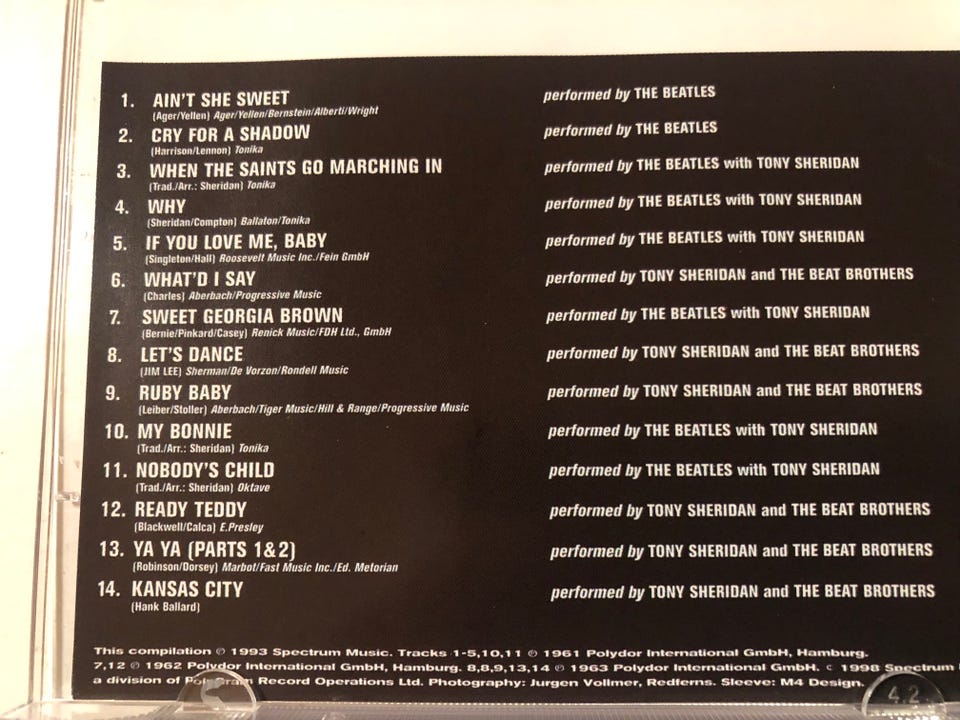 1. AIN'T SHE SWEET performed by THE BEATLES
(Ager/Yellen) Ager/Yellen/Bernstein/Alberti/Wright
2. CRY FOR A SHADOW performed by THE BEATLES
(Harrison/Lennon) Tonika
3. WHEN THE SAINTS GO MARCHING IN performed by THE BEATLES with TONY SHERIDAN
(Trad./Arr.: Sheridan) Tonika
4. WHY performed by THE BEATLES with TONY SHERIDAN
(Sheridan/Compton) Ballaton/Tonika
5. IF YOU LOVE ME, BABY performed by THE BEATLES with TONY SHERIDAN
(Singleton/Hall) Roosevelt Music Inc./Fein GmbH
6. WHAT'D I SAY performed by TONY SHERIDAN and THE BEAT BROTHERS
(Charles) Aberbach/Progressive Music
7. SWEET GEORGIA BROWN performed by THE BEATLES with TONY SHERIDAN
(Bernie/Pinkard/Casey) Renick Music/FDH Ltd., GmbH
8. LET'S DANCE performed by TONY SHERIDAN and THE BEAT BROTHERS
(JIM LEE) Sherman/De Vorzon/Rondell Music
9. RUBY BABY performed by TONY SHERIDAN and THE BEAT BROTHERS
(Leiber/Stoller) Aberbach/Tiger Music/Hill & Range/Progressive Music
10. MY BONNIE performed by THE BEATLES with TONY SHERIDAN
(Trad./Arr.: Sheridan) Tonika
11. NOBODY'S CHILD performed by THE BEATLES with TONY SHERIDAN
(Trad./Arr.: Sheridan) Oktave
12. READY TEDDY performed by TONY SHERIDAN and THE BEAT BROTHERS
(Blackwell/Calca) E.Presley
13. YA YA (PARTS 1&2) performed by TONY SHERIDAN and THE BEAT BROTHERS
(Robinson/Dorsey) Marbot/Fast Music Inc./Ed. Metorian
14. KANSAS CITY performed by TONY SHERIDAN and THE BEAT BROTHERS
(Hank Ballard)
This compilation ℗ 1993 Spectrum Music. Tracks 1-5,10,11 ℗ 1961 Polydor International GmbH, Hamburg.
7,12 ℗ 1962 Polydor International GmbH, Hamburg. 8,8,9,13,14 ℗ 1963 Polydor International GmbH. c 1998 Spectrum
a division of PolyGram Record Operations Ltd. Photography: Jurgen Vollmer, Redferns. Sleeve: M4 Design.
4.2